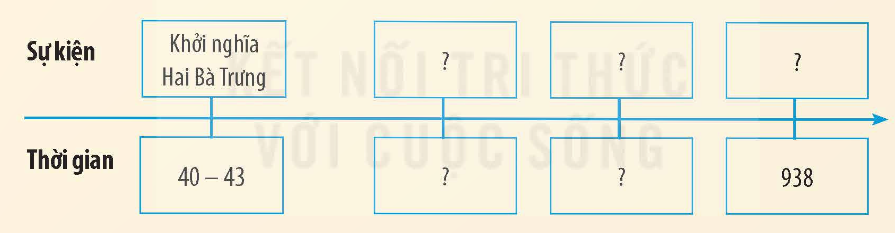 Sự kiện
Khởi nghĩa
Hai Bà Trưng
?
?
?
KẾT NỐI TRI THỨC
VỚI CUỘC SỐNG
Thời gian
40 – 43
?
?
938